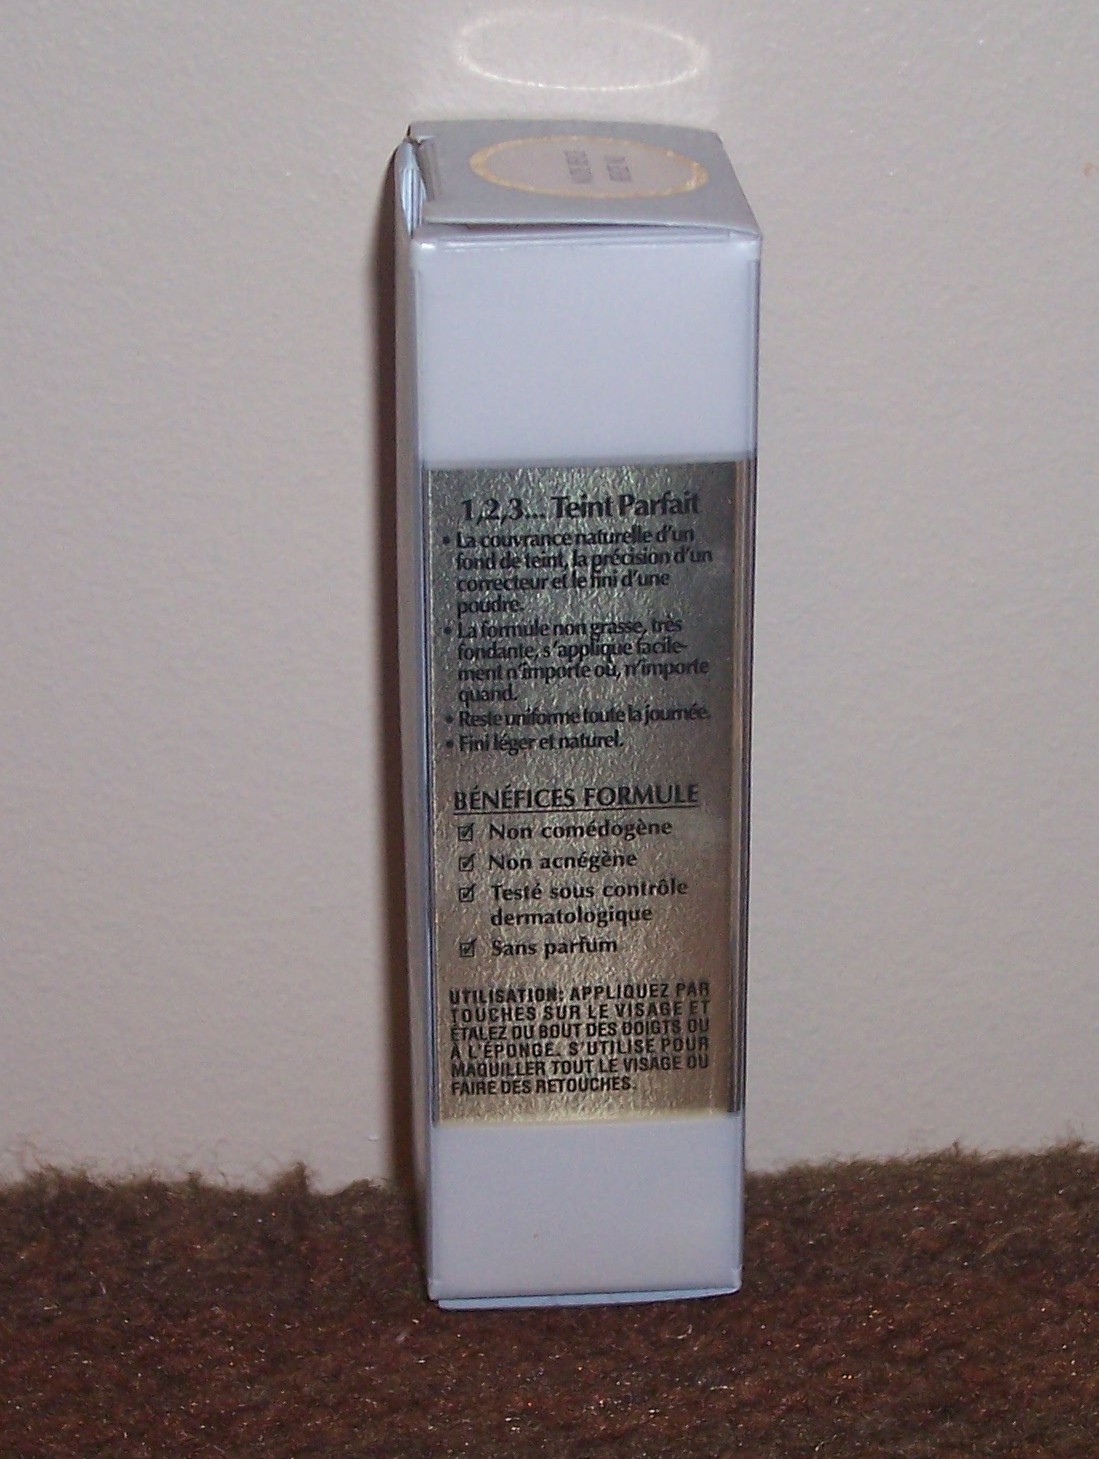 1,2,3... Teint Parfait
• La couvrance naturelle d'un
fond de teint, la précision d'un
correcteur et le fini d'une
poudre.
• La formule non grasse, très
fondante, s'applique facile-
ment n'importe où, n'importe
quand.
• Reste uniforme toute la journée.
• Fini léger et naturel.
BÉNÉFICES FORMULE
☑ Non comédogène
☑ Non acnégène
☑ Testé sous contrôle
dermatologique
☑ Sans parfum
UTILISATION: APPLIQUEZ PAR
TOUCHES SUR LE VISAGE ET
ÉTALEZ DU BOUT DES DOIGTS OU
À L'ÉPONGE. S'UTILISE POUR
MAQUILLER TOUT LE VISAGE OU
FAIRE DES RETOUCHES.